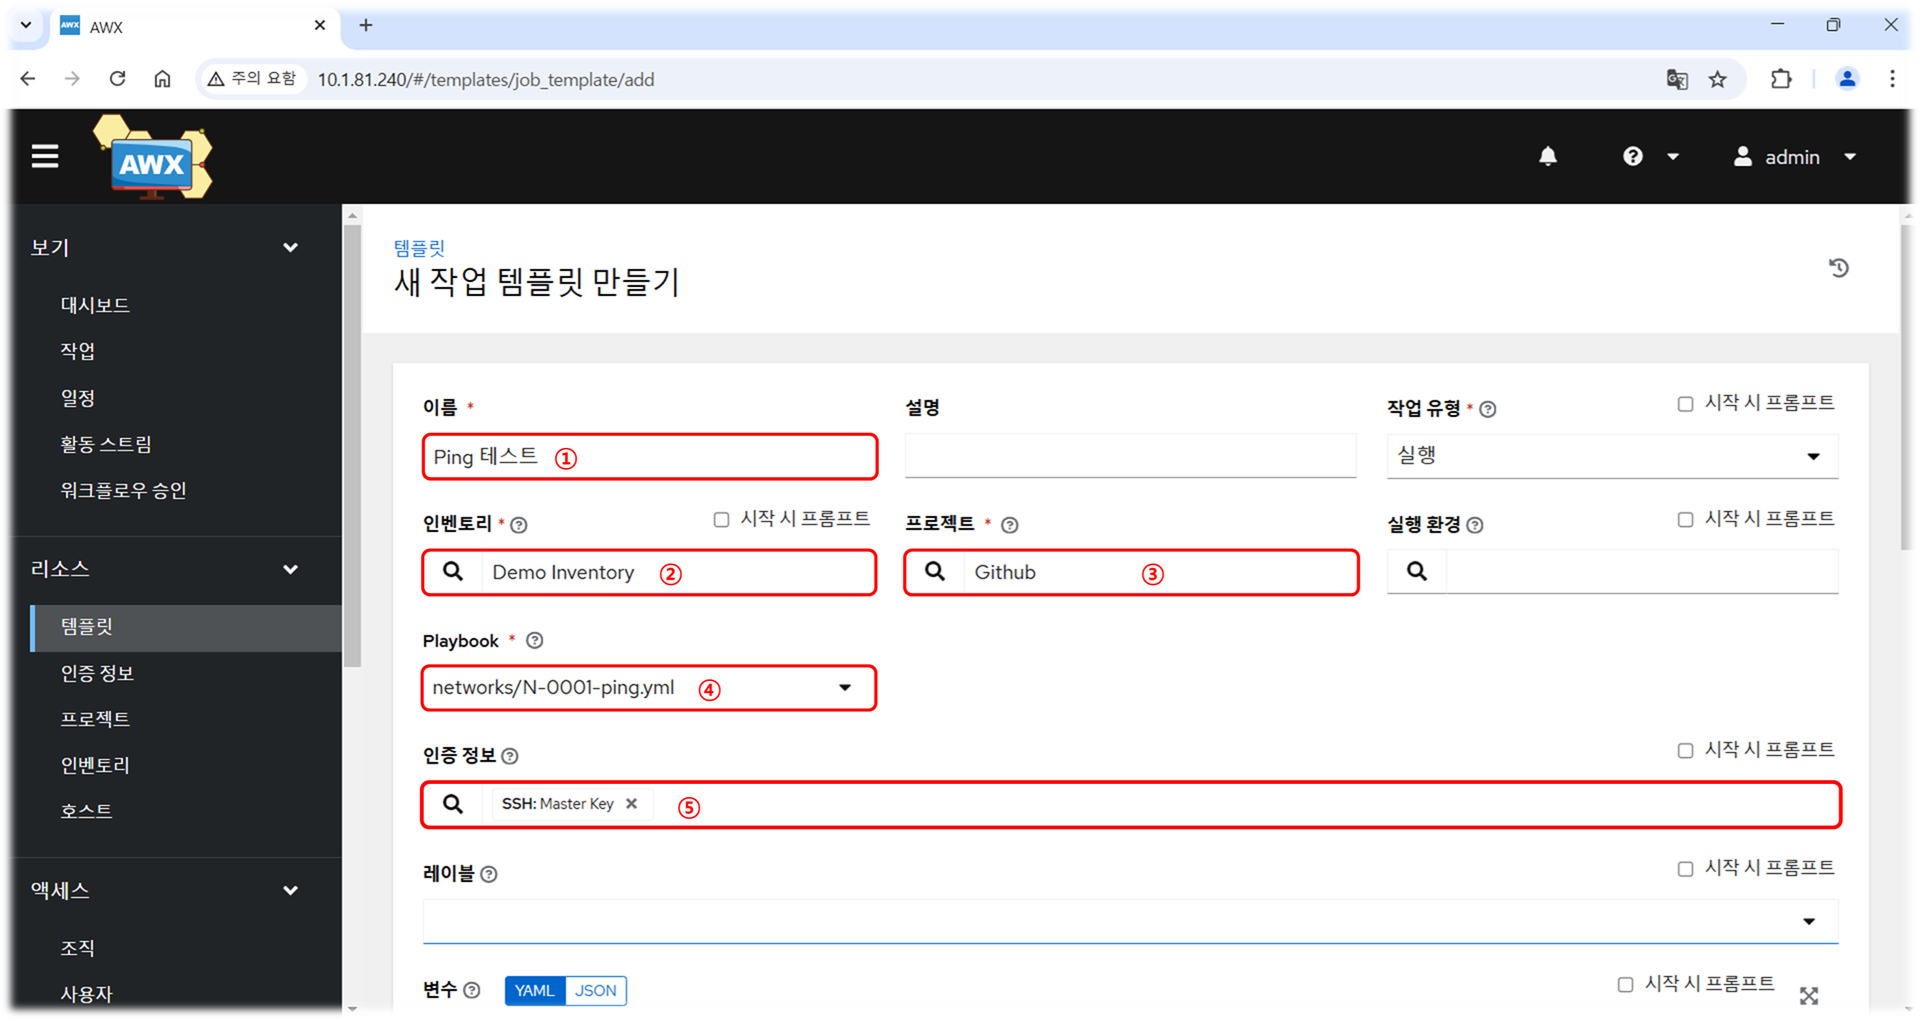 AWX
주의 요함
10.1.81.240/#/templates/job_template/add
AWX
admin
보기
대시보드
작업
일정
활동 스트림
워크플로우 승인
리소스
템플릿
인증 정보
프로젝트
인벤토리
호스트
액세스
조직
사용자
템플릿
새 작업 템플릿 만들기
이름 *
Ping 테스트 ①
설명
작업 유형 *
시작 시 프롬프트
실행
인벤토리 *
시작 시 프롬프트
Demo Inventory ②
프로젝트 *
Github ③
실행 환경
시작 시 프롬프트
Playbook *
networks/N-0001-ping.yml ④
인증 정보
시작 시 프롬프트
SSH: Master Key ⑤
레이블
시작 시 프롬프트
변수
YAML JSON
시작 시 프롬프트